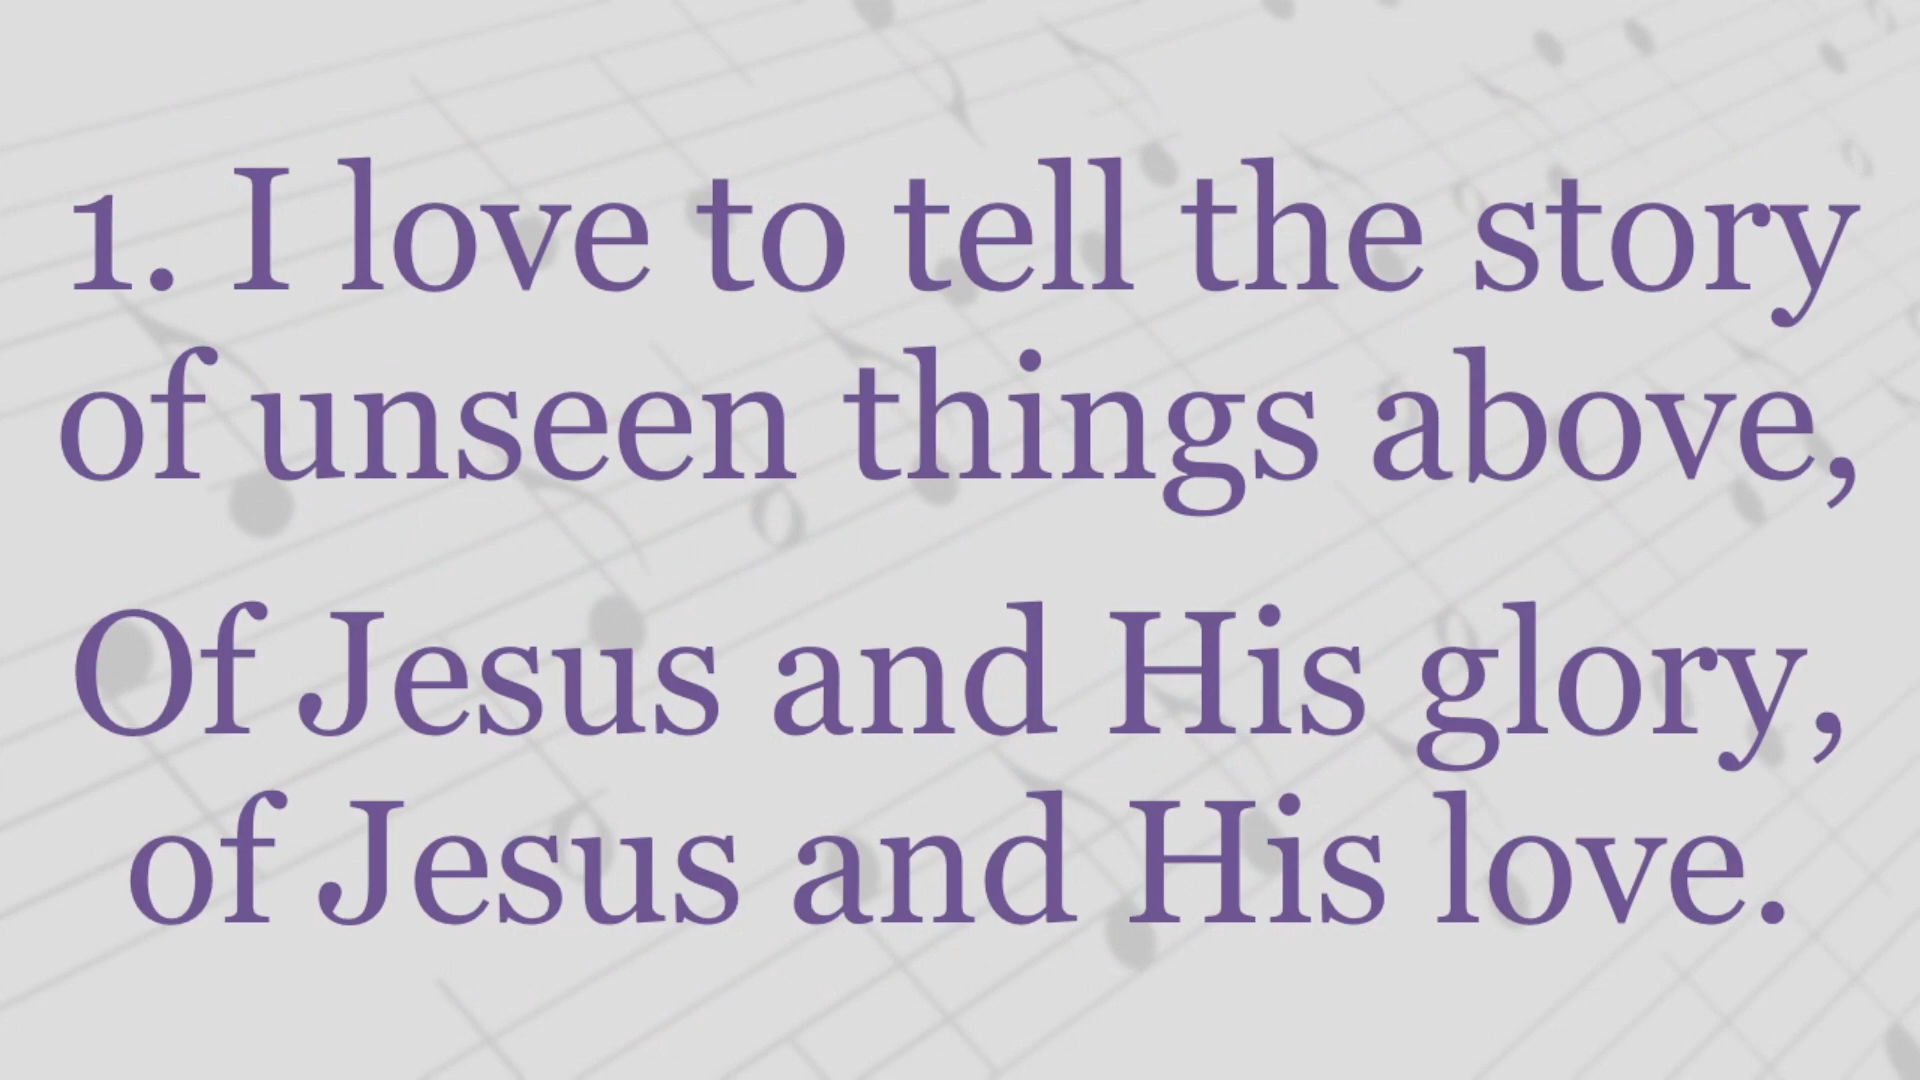 1. I love to tell the story
of unseen things above,
Of Jesus and His glory,
of Jesus and His love.